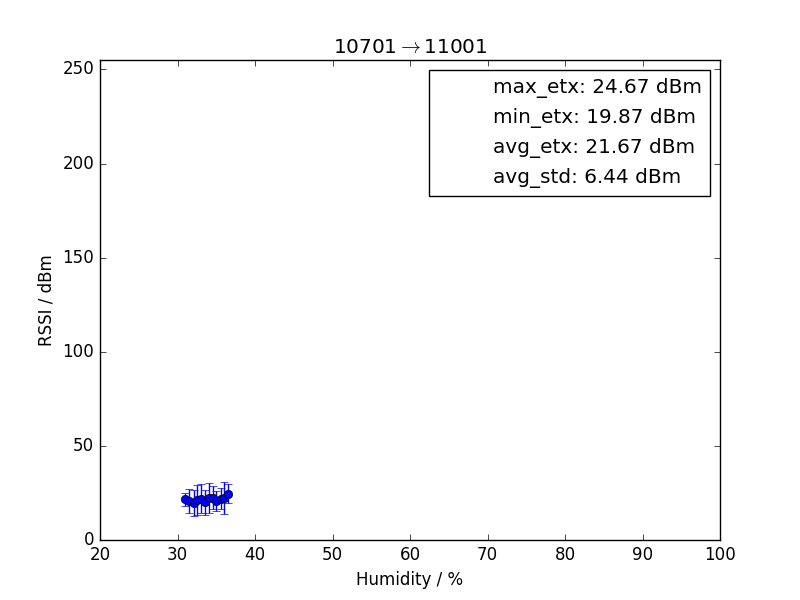 10701→11001
max_etx: 24.67 dBm
min_etx: 19.87 dBm
avg_etx: 21.67 dBm
avg_std: 6.44 dBm
RSSI / dBm
250
200
150
100
50
0
20 30 40 50 60 70 80 90 100
Humidity / %